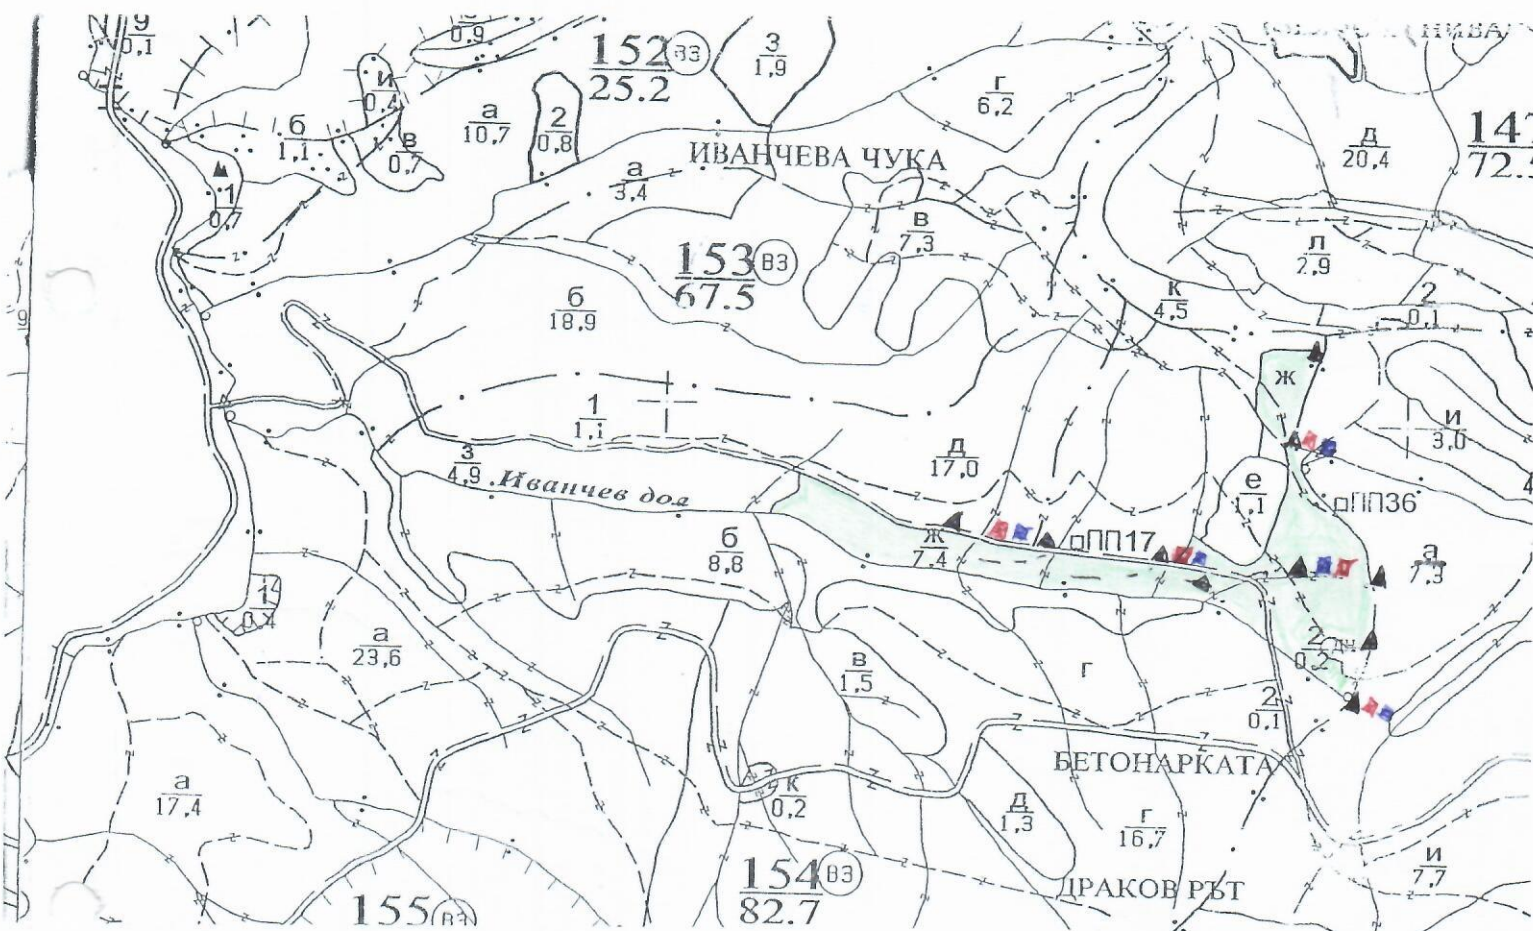 9
0,1
0,9
152 ВЗ
25.2
З
1,9
г
6,2
и
0,4
а
10,7
2
0,8
б
1,1
в
0,7
д
20,4
72.
ИВАНЧЕВА ЧУКА
а
3,4
1
0,7
в
7,3
л
2,9
153 ВЗ
67.5
к
4,5
2
0,1
б
18,9
9
ж
1
1,1
и
3,0
д
17,0
з
4,9
Иванчев дол
е
1,1
ПП36
ж
7,4
ПП17
б
8,8
а
7,3
1
0,4
а
23,6
2
0,2
дч
в
1,5
г
2
0,1
БЕТОНАРКАТА
а
17,4
к
0,2
д
1,3
г
16,7
и
7,7
154 ВЗ
82.7
ДРАКОВ РЪТ
155 ВЗ